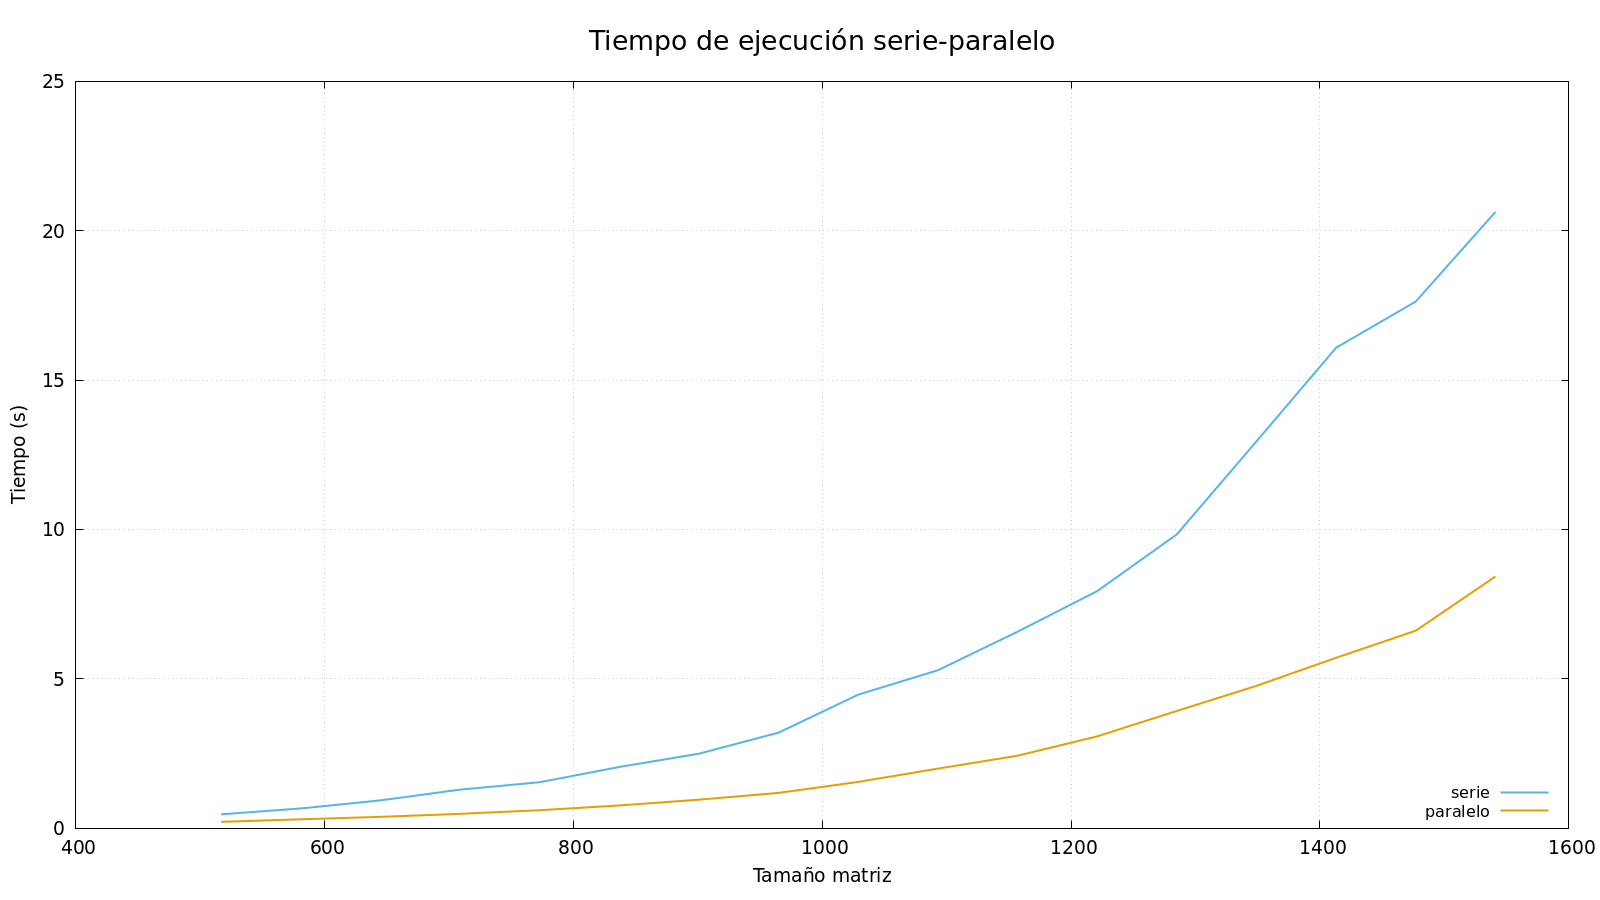 Tiempo de ejecución serie-paralelo
25
20
15
10
5
0
Tiempo (s)
400 600 800 1000 1200 1400 1600
Tamaño matriz
serie
paralelo